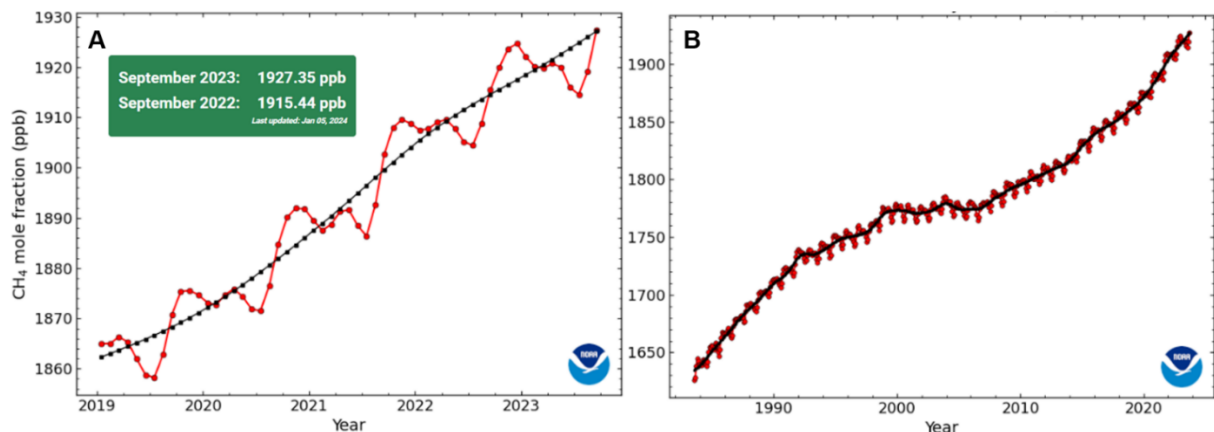 A
September 2023: 1927.35 ppb
September 2022: 1915.44 ppb
Last updated: Jan 05, 2024
CH₄ mole fraction (ppb)
1930
1920
1910
1900
1890
1880
1870
1860
2019
2020
2021
2022
2023
Year
NOAA
B
1900
1850
1800
1750
1700
1650
1990
2000
2010
2020
Year
NOAA